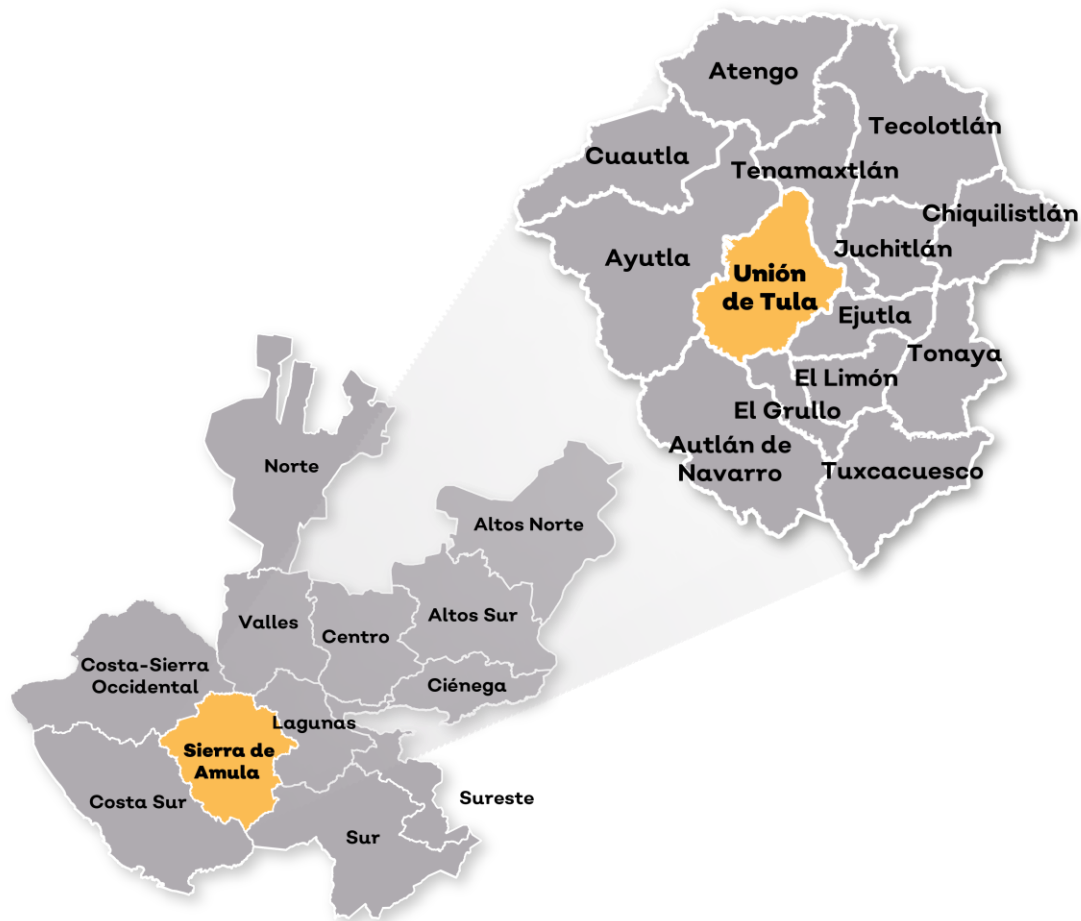 Atengo
Tecolotlán
Cuautla
Tenamaxtlán
Chiquilistlán
Ayutla
Juchitlán
Unión
de Tula
Ejutla
Tonaya
El Limón
El Grullo
Autlán de
Navarro
Tuxcacuesco
Norte
Altos Norte
Valles
Centro
Altos Sur
Costa-Sierra
Occidental
Ciénega
Lagunas
Sierra de
Amula
Costa Sur
Sureste
Sur